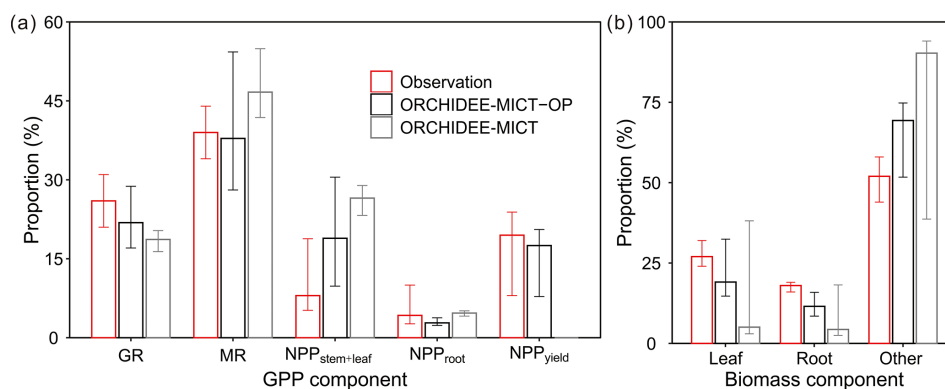 (a)
60
45
30
15
0
Proportion (%)
Observation
ORCHIDEE-MICT-OP
ORCHIDEE-MICT
GR MR NPPstem+leaf NPProot NPPyield
GPP component
(b)
100
75
50
25
0
Proportion (%)
Leaf Root Other
Biomass component